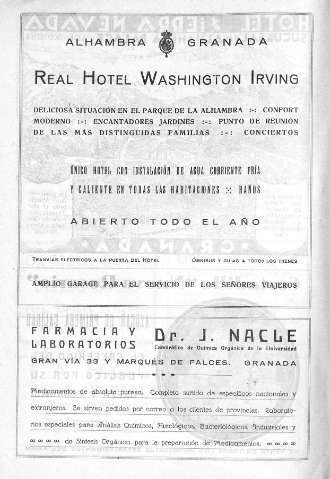 ALHAMBRA GRANADA
REAL HOTEL WASHINGTON IRVING
DELICIOSA SITUACIÓN EN EL PARQUE DE LA ALHAMBRA :-: CONFORT
MODERNO :-: ENCANTADORES JARDINES :-: PUNTO DE REUNIÓN
DE LAS MÁS DISTINGUIDAS FAMILIAS :-: CONCIERTOS
ÚNICO HOTEL CON INSTALACIÓN DE AGUA CORRIENTE FRÍA
Y CALIENTE EN TODAS LAS HABITACIONES :: BAÑOS
ABIERTO TODO EL AÑO
TRANVÍAS ELÉCTRICOS A LA PUERTA DEL HOTEL OMNIBUS Y GUIAS A TODOS LOS TRENES
AMPLIO GARAGE PARA EL SERVICIO DE LOS SEÑORES VIAJEROS
FARMACIA Y
LABORATORIOS
Dr. J. NACLE
Catedrático de Química Orgánica de la Universidad
GRAN VÍA 33 Y MARQUÉS DE FALCES. GRANADA
Medicamentos de absoluta pureza. Completo surtido de específicos nacionales y
extranjeros. Se sirven pedidos por correo a los clientes de provincias. Laborato-
rios especiales para Análisis Químicos, Fisiológicos, Bacteriológicos, Industriales y
de Síntesis Orgánica para la preparación de Medicamentos.